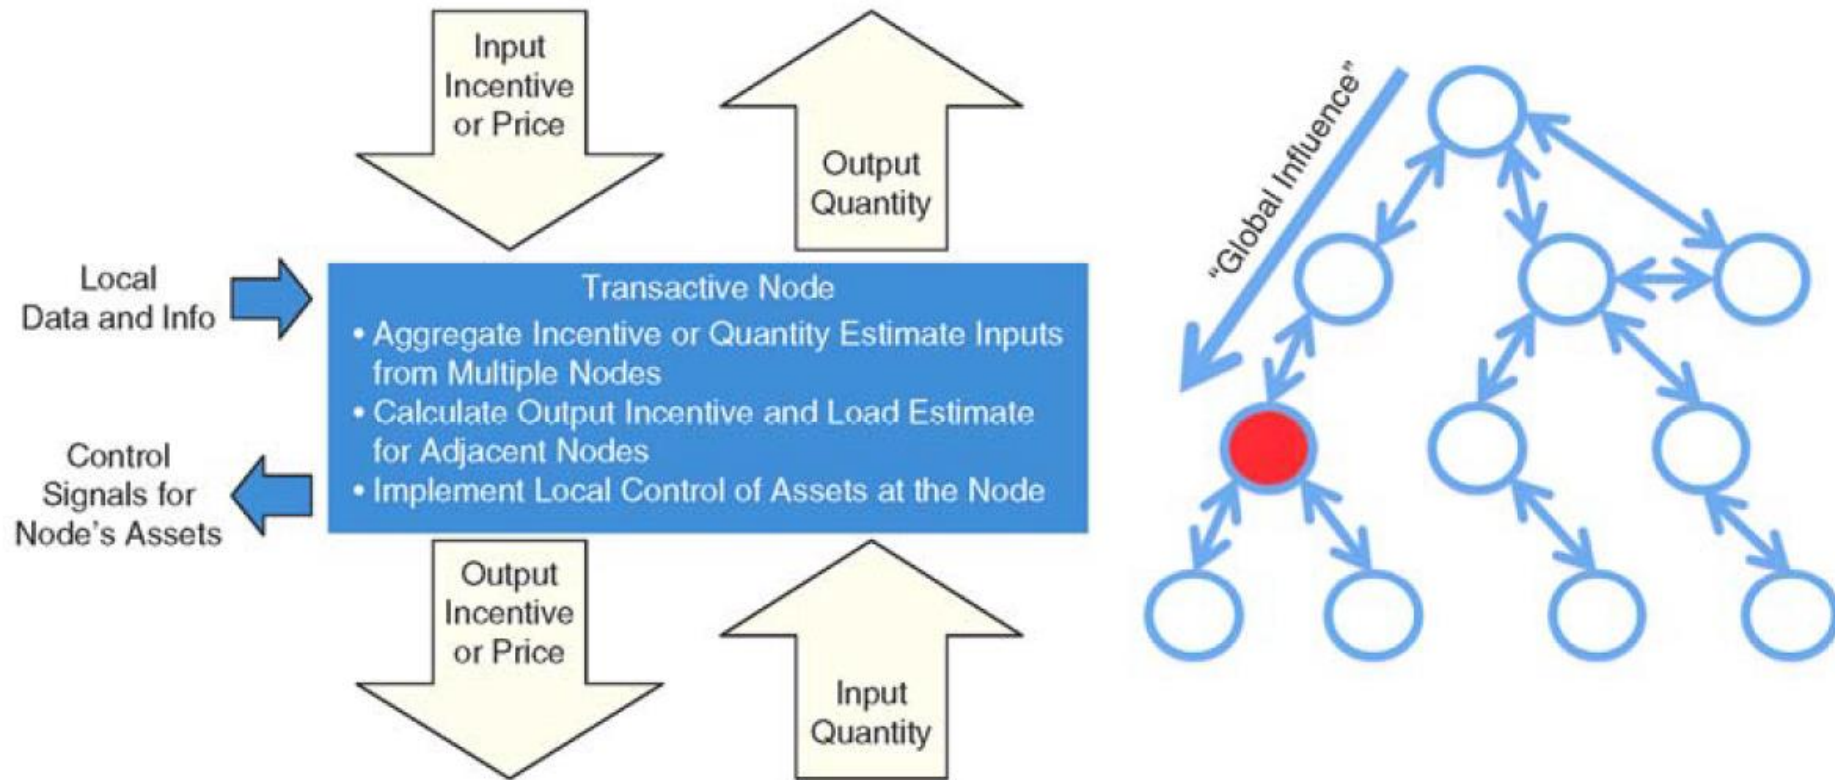 Input
Incentive
or Price
Output
Quantity
Local
Data and Info
Transactive Node
• Aggregate Incentive or Quantity Estimate Inputs
from Multiple Nodes
• Calculate Output Incentive and Load Estimate
for Adjacent Nodes
• Implement Local Control of Assets at the Node
Control
Signals for
Node's Assets
Output
Incentive
or Price
Input
Quantity
“Global Influence”